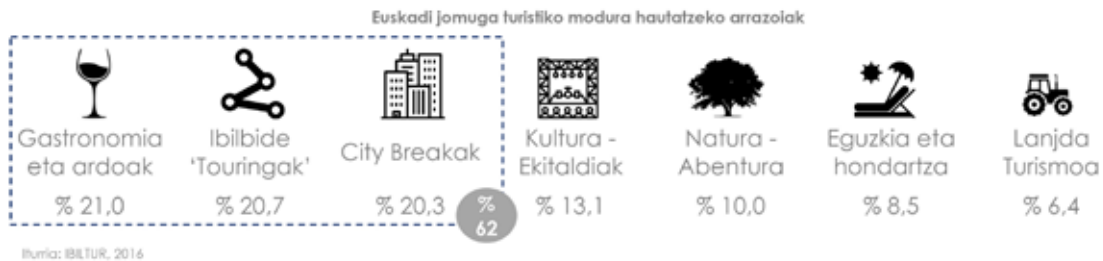 Euskadi jomuga turistiko modura hautatzeko arrazoiak
Gastronomia
eta ardoak
% 21,0
Ibilbide
‘Touringak’
% 20,7
City Breakak
% 20,3
%
62
Kultura -
Ekitaldiak
% 13,1
Natura -
Abentura
% 10,0
Eguzkia eta
hondartza
% 8,5
Lanjda
Turismoa
% 6,4
Iturria: IBILTUR, 2016